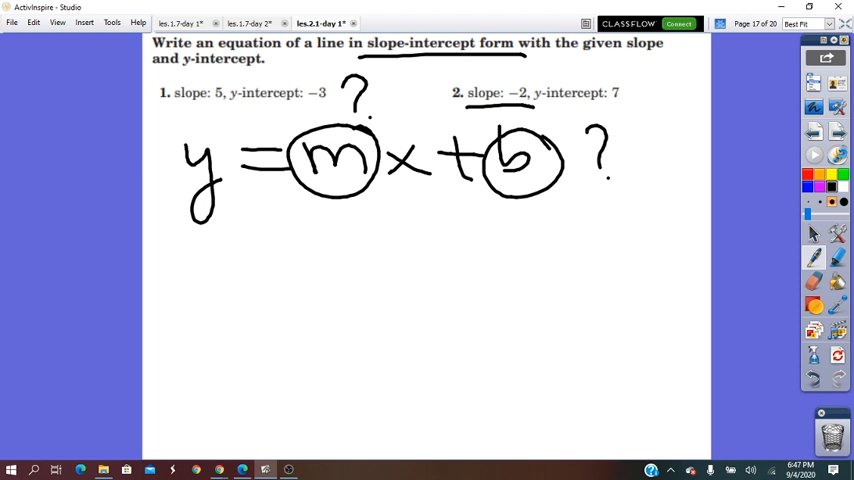 ActivInspire - Studio
File Edit View Insert Tools Help
les.1.7-day 1* les.1.7-day 2* les.2.1-day 1*
CLASSFLOW Connect
Page 17 of 20 Best Pit
Write an equation of a line in slope-intercept form with the given slope
and y-intercept.
1. slope: 5, y-intercept: −3
2. slope: −2, y-intercept: 7
?
y = mx + b ?
6:47 PM
9/4/2020